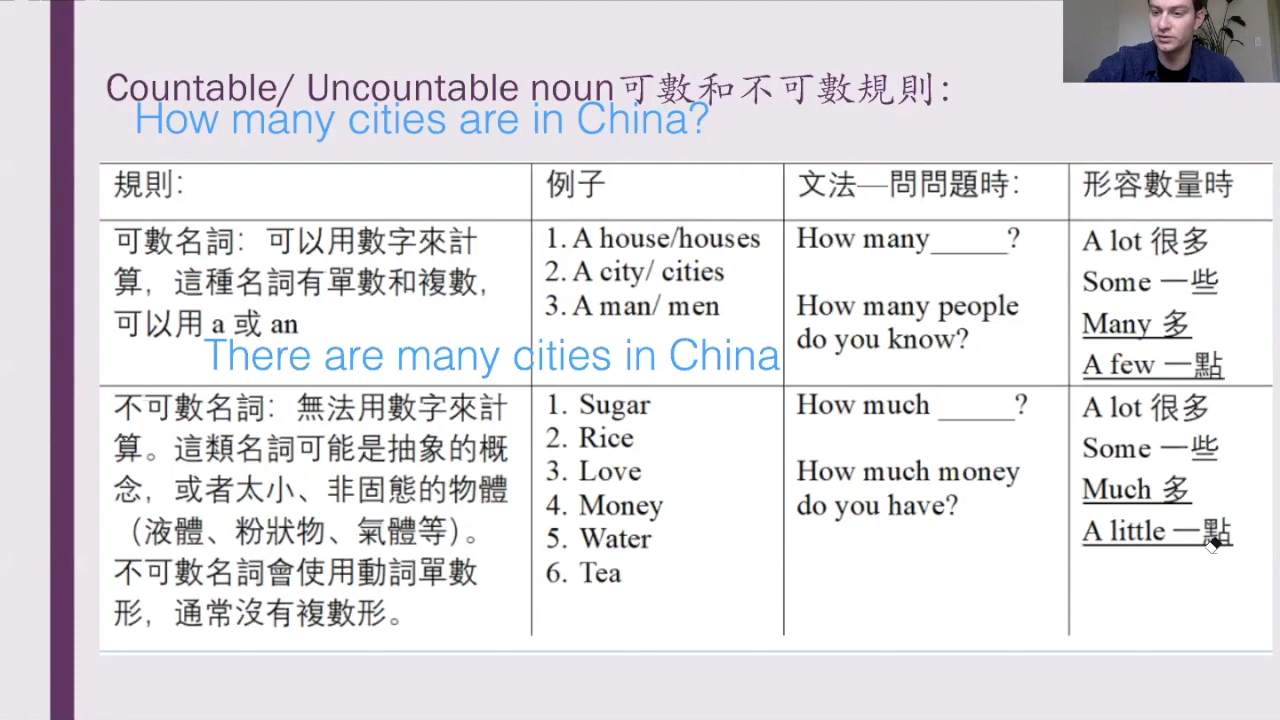 Countable/ Uncountable noun可數和不可數規則:
How many cities are in China?
規則:
例子
文法—問問題時:
形容數量時
可數名詞: 可以用數字來計
算, 這種名詞有單數和複數,
可以用 a 或 an
1. A house/houses
2. A city/ cities
3. A man/ men
How many_____?
How many people
do you know?
A lot 很多
Some 一些
Many 多
A few 一點
There are many cities in China
不可數名詞: 無法用數字來計
算。這類名詞可能是抽象的概
念, 或者太小、非固態的物體
（液體、粉狀物、氣體等）。
不可數名詞會使用動詞單數
形, 通常沒有複數形。
1. Sugar
2. Rice
3. Love
4. Money
5. Water
6. Tea
How much _____?
How much money
do you have?
A lot 很多
Some 一些
Much 多
A little 一點